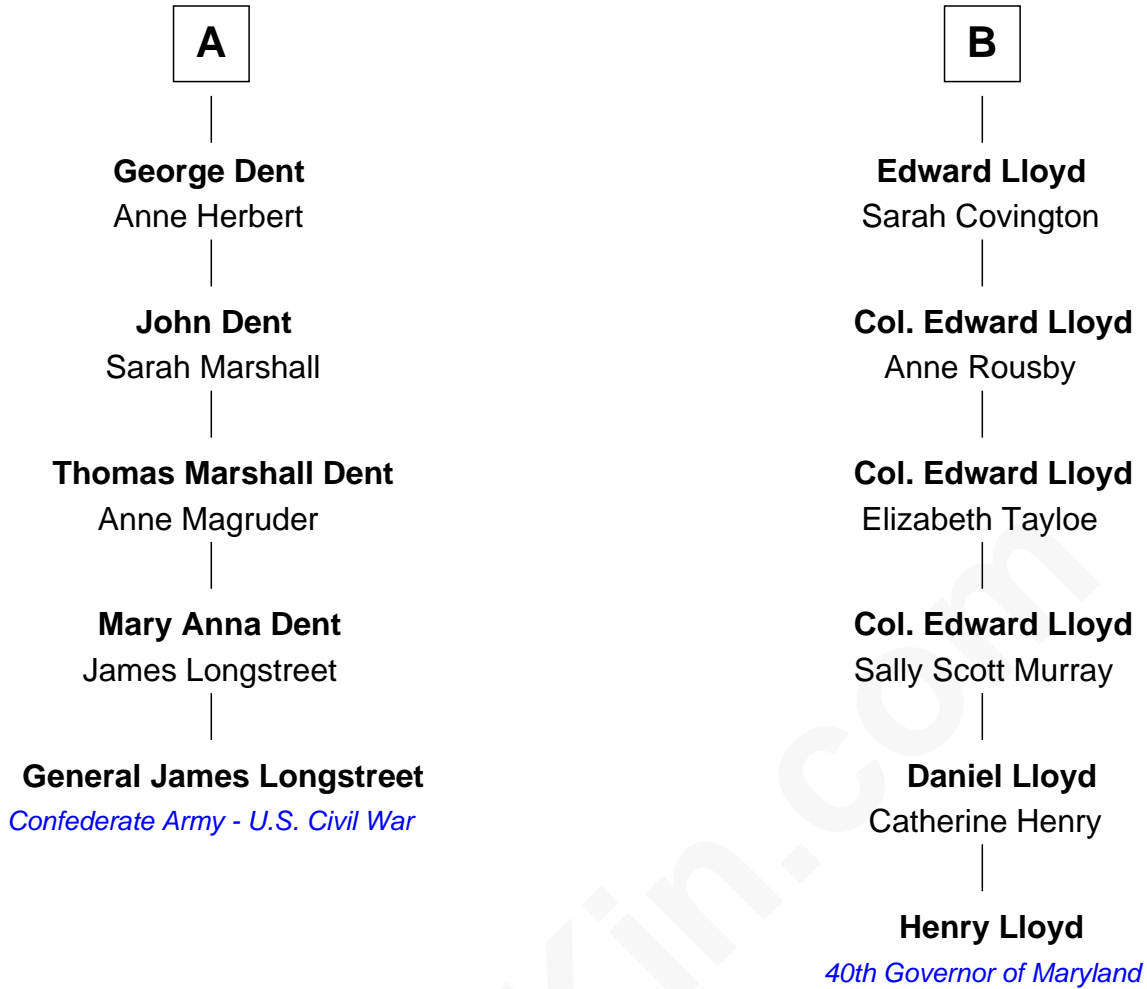 A
George Dent
Anne Herbert
John Dent
Sarah Marshall
Thomas Marshall Dent
Anne Magruder
Mary Anna Dent
James Longstreet
General James Longstreet
Confederate Army - U.S. Civil War
B
Edward Lloyd
Sarah Covington
Col. Edward Lloyd
Anne Rousby
Col. Edward Lloyd
Elizabeth Tayloe
Col. Edward Lloyd
Sally Scott Murray
Daniel Lloyd
Catherine Henry
Henry Lloyd
40th Governor of Maryland
Kin.com